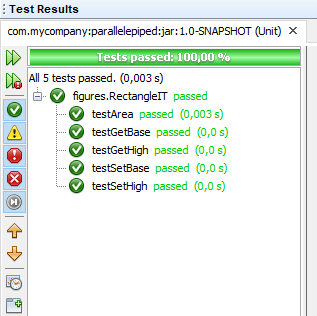 Test Results
com.mycompany:parallelepiped:jar:1.0-SNAPSHOT (Unit)
Tests passed: 100,00 %
All 5 tests passed. (0,003 s)
figures.RectangleIT passed
testArea passed (0,003 s)
testGetBase passed (0,0 s)
testGetHigh passed (0,0 s)
testSetBase passed (0,0 s)
testSetHigh passed (0,0 s)